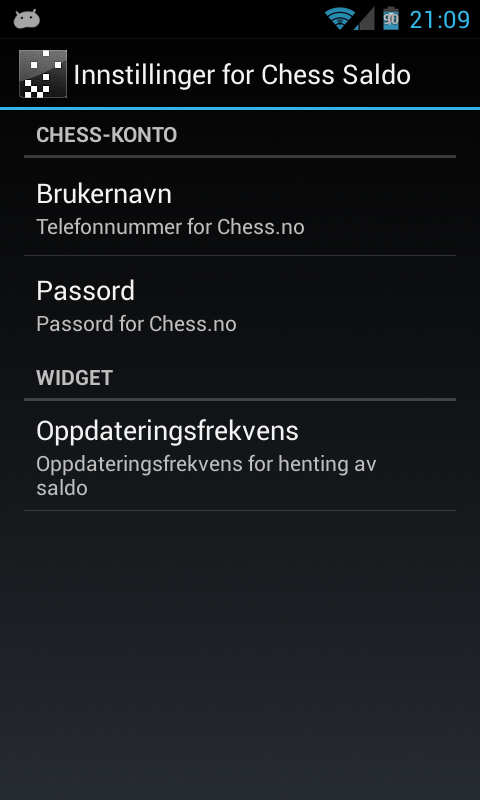 90 21:09
Innstillinger for Chess Saldo
CHESS-KONTO
Brukernavn
Telefonnummer for Chess.no
Passord
Passord for Chess.no
WIDGET
Oppdateringsfrekvens
Oppdateringsfrekvens for henting av
saldo